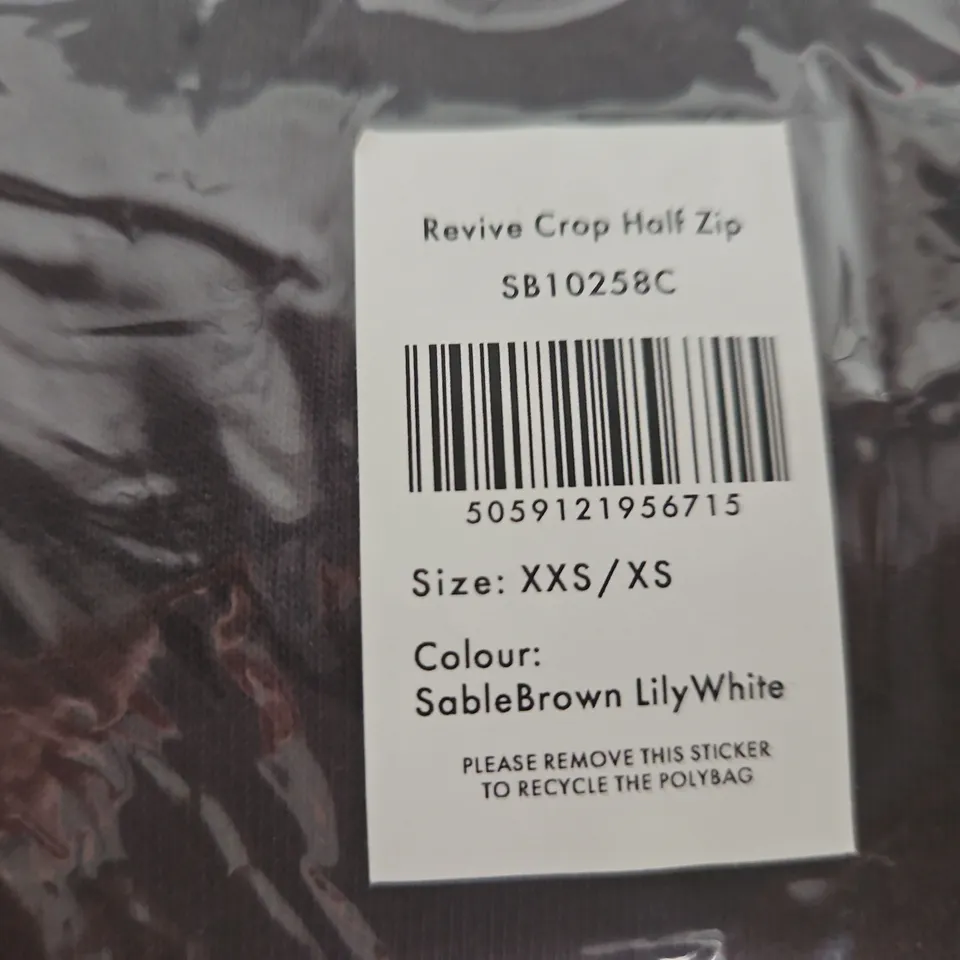 Revive Crop Half Zip
SB10258C
5059121956715
Size: XXS/XS
Colour:
SableBrown LilyWhite
PLEASE REMOVE THIS STICKER
TO RECYCLE THE POLYBAG